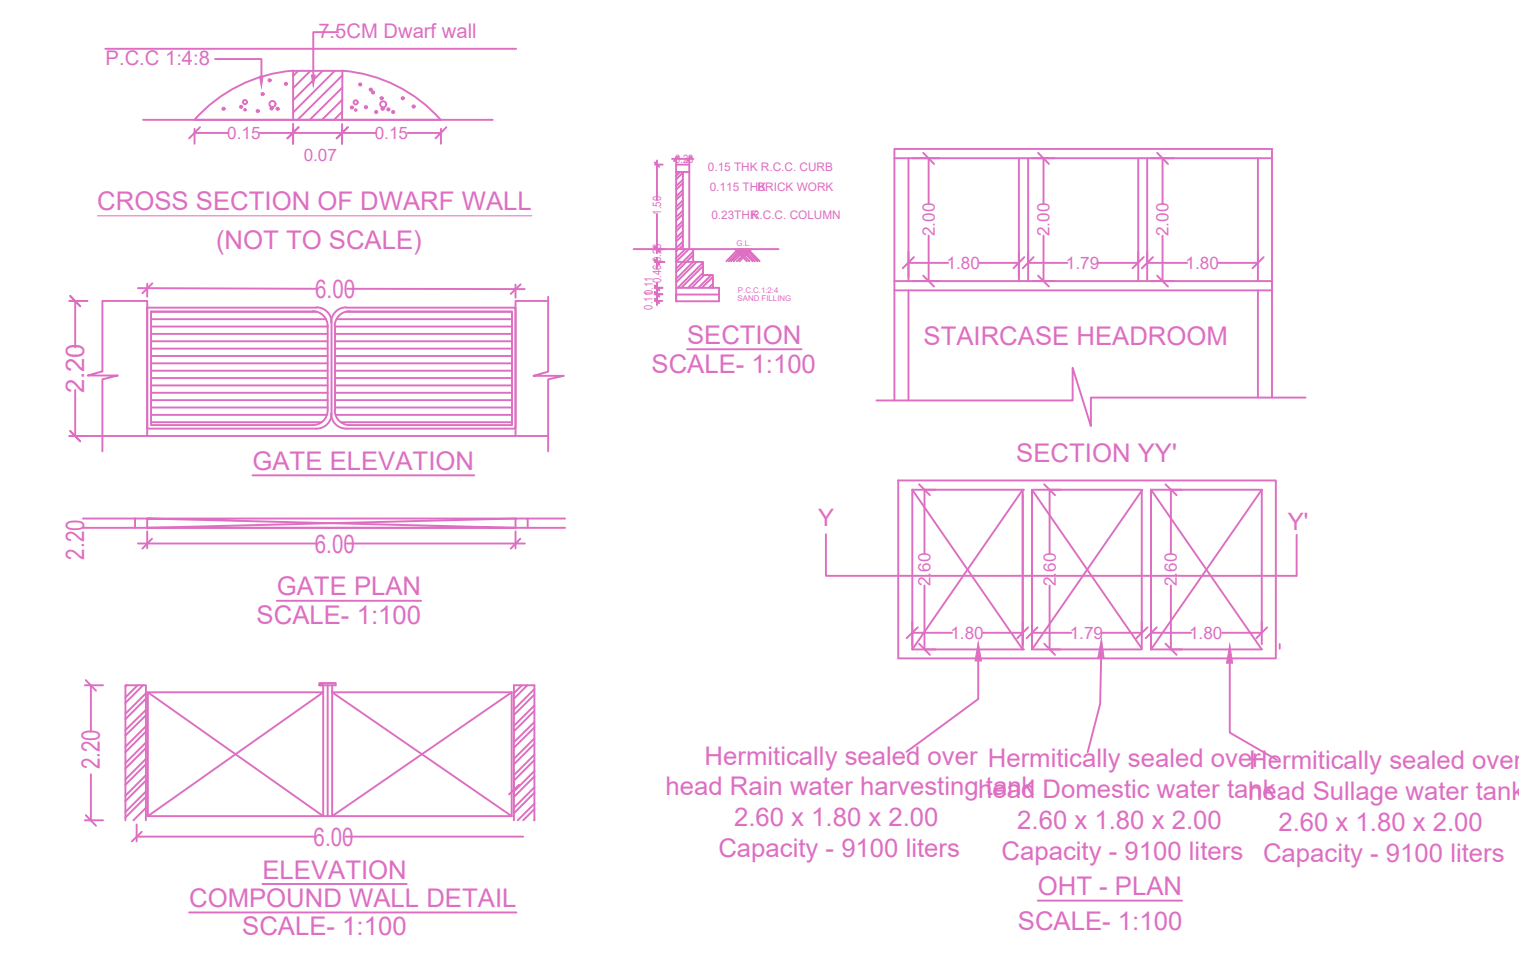 7.5CM Dwarf wall
P.C.C 1:4:8
0.15
0.15
0.07
CROSS SECTION OF DWARF WALL
(NOT TO SCALE)
6.00
2.20
GATE ELEVATION
2.20
6.00
GATE PLAN
SCALE- 1:100
2.20
6.00
ELEVATION
COMPOUND WALL DETAIL
SCALE- 1:100
0.15 THK R.C.C. CURB
0.115 THK BRICK WORK
0.23THK R.C.C. COLUMN
1.50
G.L.
P.C.C.1:2:4
SAND FILLING
SECTION
SCALE- 1:100
2.00
2.00
2.00
1.80
1.79
1.80
STAIRCASE HEADROOM
SECTION YY'
Y
Y'
2.60
2.60
2.60
1.80
1.79
1.80
Hermitically sealed over
head Rain water harvesting tank
2.60 x 1.80 x 2.00
Capacity - 9100 liters
Hermitically sealed over
head Domestic water tank
2.60 x 1.80 x 2.00
Capacity - 9100 liters
Hermitically sealed over
head Sullage water tank
2.60 x 1.80 x 2.00
Capacity - 9100 liters
OHT - PLAN
SCALE- 1:100